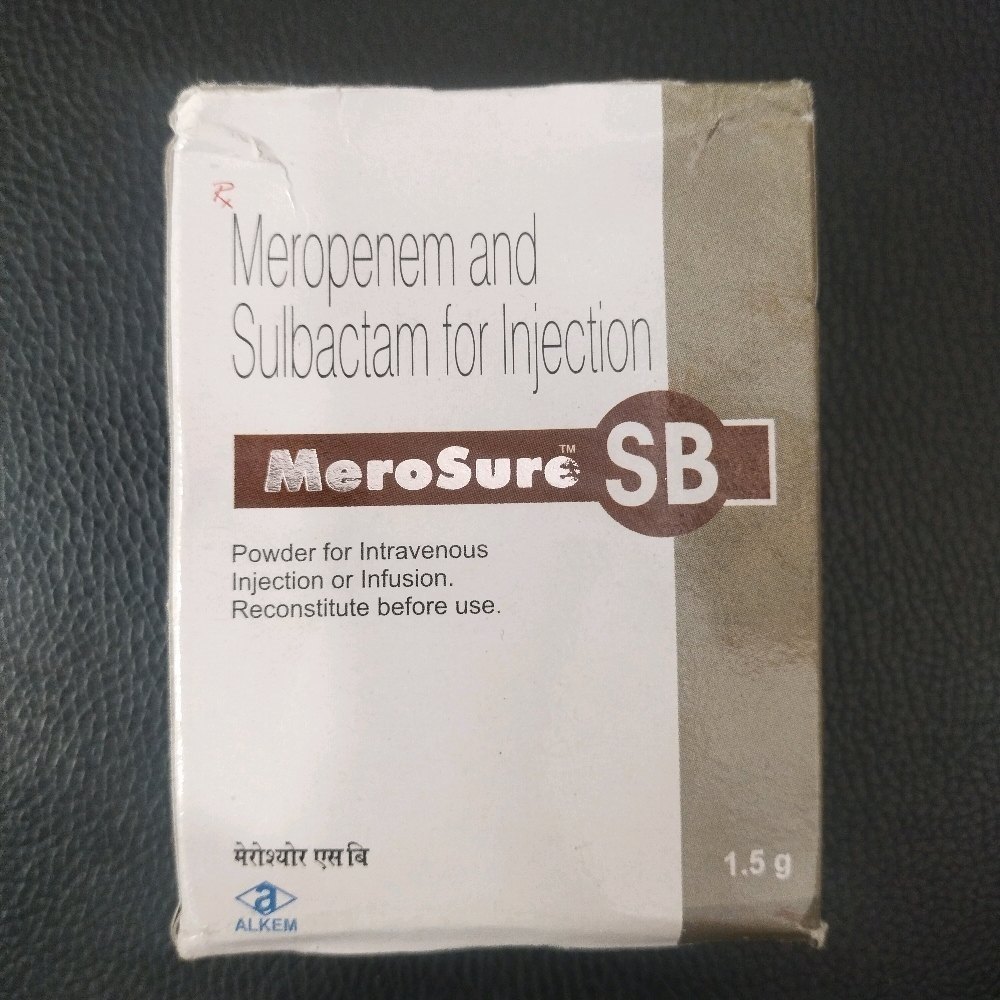 Rx
Meropenem and
Sulbactam for Injection
MeroSure™ SB
Powder for Intravenous
Injection or Infusion.
Reconstitute before use.
मेरोश्योर एस बि
a
ALKEM
1.5 g